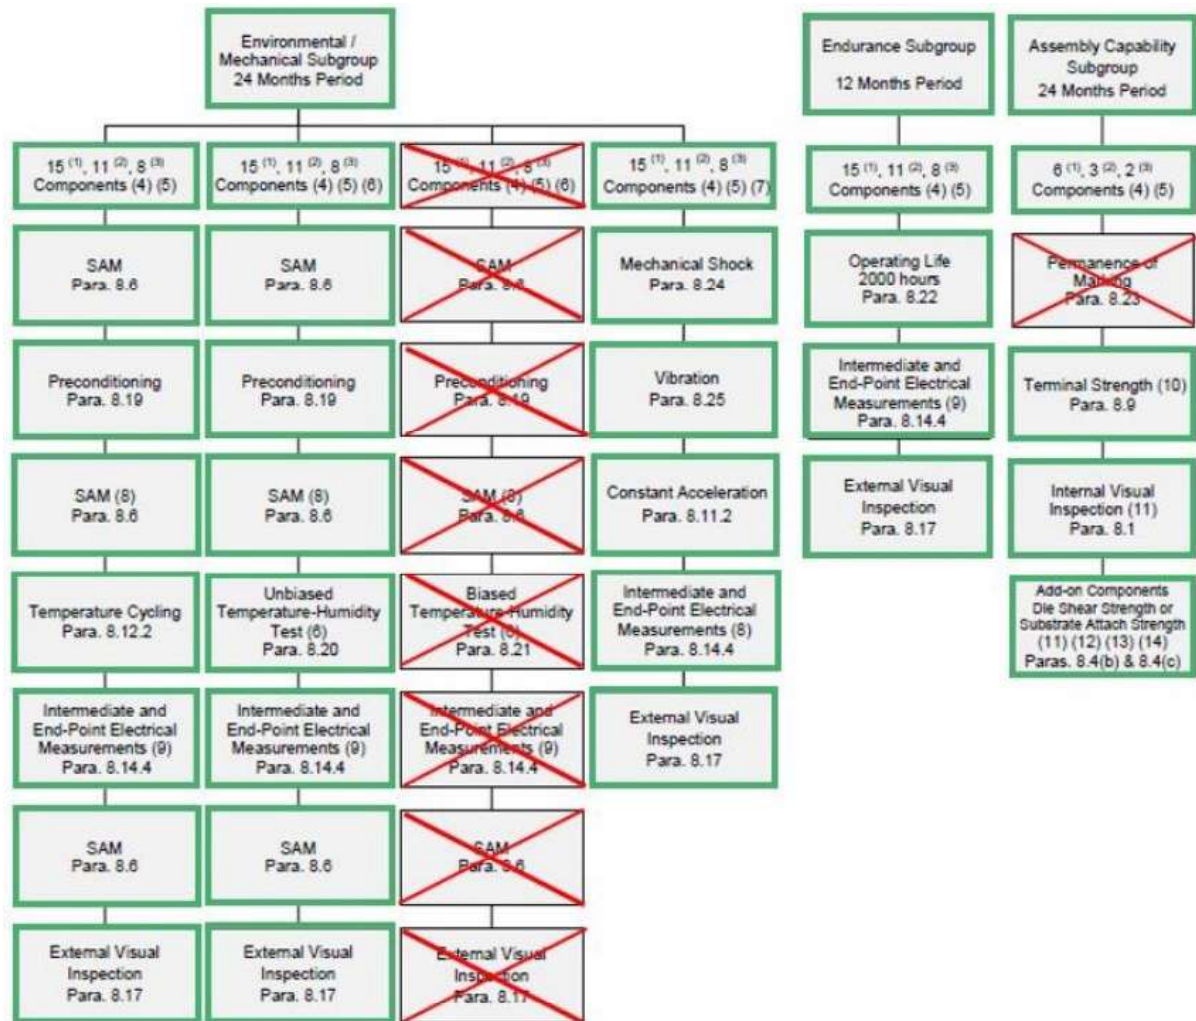 Environmental /
Mechanical Subgroup
24 Months Period
Endurance Subgroup
12 Months Period
Assembly Capability
Subgroup
24 Months Period
15 (1), 11 (2), 8 (3)
Components (4) (5)
SAM
Para. 8.6
Preconditioning
Para. 8.19
SAM (8)
Para. 8.6
Temperature Cycling
Para. 8.12.2
Intermediate and
End-Point Electrical
Measurements (9)
Para. 8.14.4
SAM
Para. 8.6
External Visual
Inspection
Para. 8.17
15 (1), 11 (2), 8 (3)
Components (4) (5) (6)
SAM
Para. 8.6
Preconditioning
Para. 8.19
SAM (8)
Para. 8.6
Unbiased
Temperature-Humidity
Test (6)
Para. 8.20
Intermediate and
End-Point Electrical
Measurements (9)
Para. 8.14.4
SAM
Para. 8.6
External Visual
Inspection
Para. 8.17
15 (1), 11 (2), 8 (3)
Components (4) (5) (6)
SAM
Para. 8.6
Preconditioning
Para. 8.19
SAM (8)
Para. 8.6
Biased
Temperature-Humidity
Test (6)
Para. 8.21
Intermediate and
End-Point Electrical
Measurements (9)
Para. 8.14.4
SAM
Para. 8.6
External Visual
Inspection
Para. 8.17
15 (1), 11 (2), 8 (3)
Components (4) (5) (7)
Mechanical Shock
Para. 8.24
Vibration
Para. 8.25
Constant Acceleration
Para. 8.11.2
Intermediate and
End-Point Electrical
Measurements (8)
Para. 8.14.4
External Visual
Inspection
Para. 8.17
15 (1), 11 (2), 8 (3)
Components (4) (5)
Operating Life
2000 hours
Para. 8.22
Intermediate and
End-Point Electrical
Measurements (9)
Para. 8.14.4
External Visual
Inspection
Para. 8.17
6 (1), 3 (2), 2 (3)
Components (4) (5)
Permanence of
Marking
Para. 8.23
Terminal Strength (10)
Para. 8.9
Internal Visual
Inspection (11)
Para. 8.1
Add-on Components
Die Shear Strength or
Substrate Attach Strength
(11) (12) (13) (14)
Paras. 8.4(b) & 8.4(c)